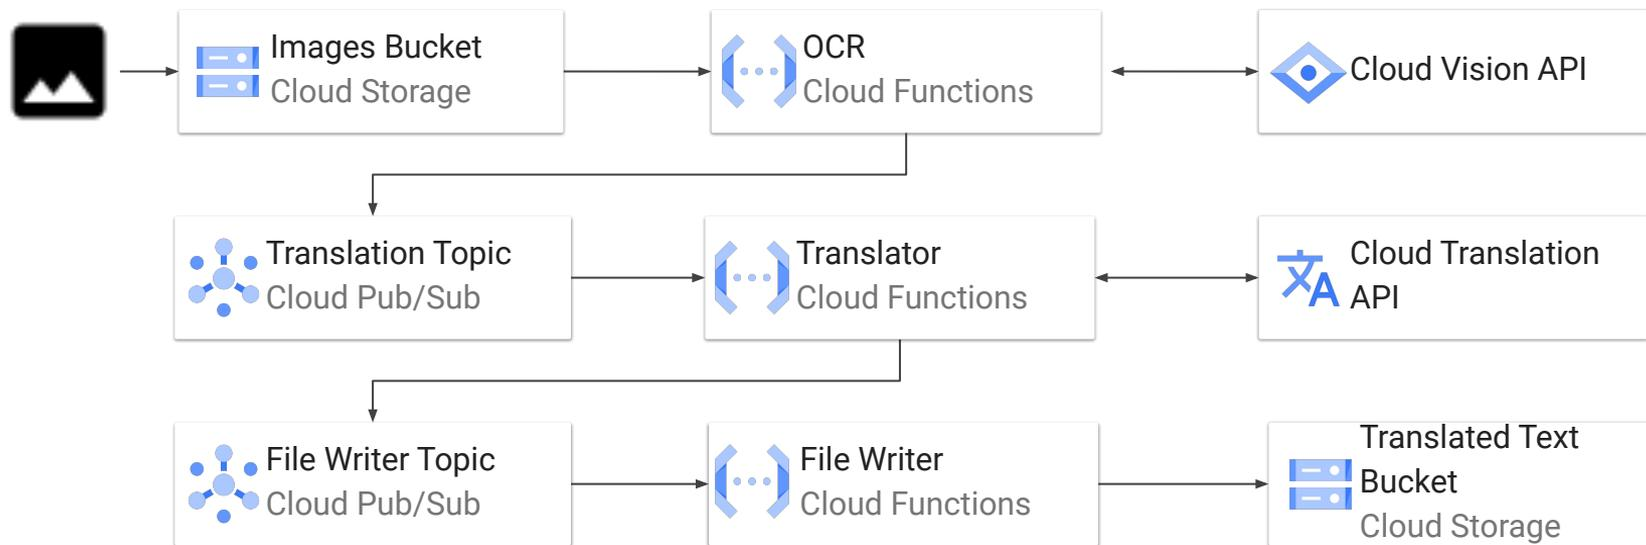 Images Bucket
Cloud Storage
OCR
Cloud Functions
Cloud Vision API
Translation Topic
Cloud Pub/Sub
Translator
Cloud Functions
Cloud Translation
API
File Writer Topic
Cloud Pub/Sub
File Writer
Cloud Functions
Translated Text
Bucket
Cloud Storage